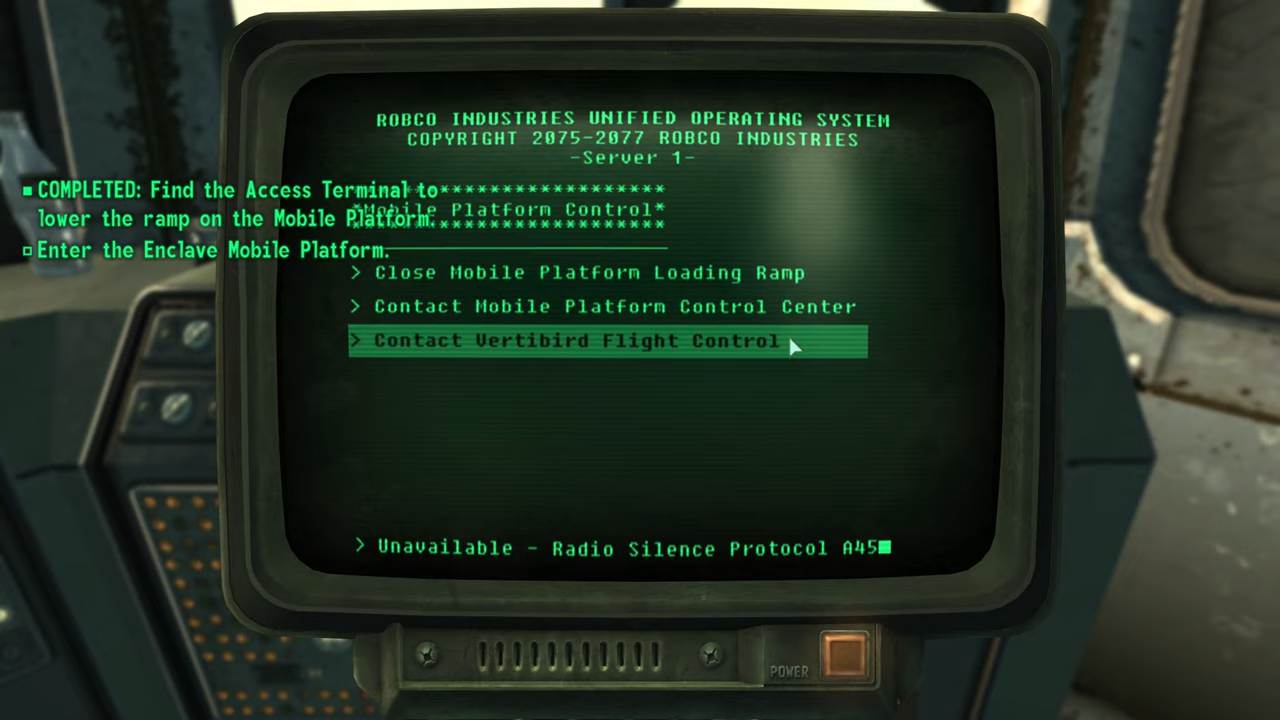 ROBCO INDUSTRIES UNIFIED OPERATING SYSTEM
COPYRIGHT 2075-2077 ROBCO INDUSTRIES
-Server 1-
COMPLETED: Find the Access Terminal to
lower the ramp on the Mobile Platform.
Enter the Enclave Mobile Platform.
*Mobile Platform Control*
> Close Mobile Platform Loading Ramp
> Contact Mobile Platform Control Center
> Contact Vertibird Flight Control
> Unavailable - Radio Silence Protocol A45
POWER